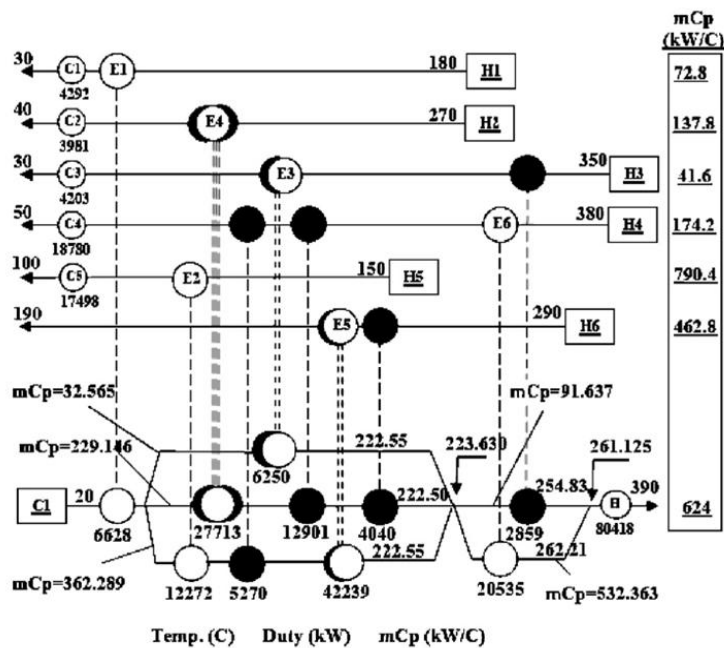 mCp
(kW/C)
30 C1 E1 180 H1 72.8
4292
40 C2 E4 270 H2 137.8
3981
30 C3 E3 350 H3 41.6
4203
50 C4 E6 380 H4 174.2
18780
100 C5 E2 150 H5 790.4
17498
190 E5 290 H6 462.8
mCp=32.565 mCp=91.637
mCp=229.146 222.55 223.630 261.125
6250
C1 20 222.50 254.83 H 390 624
6628 27713 12901 4040 2859 80418
222.55 262.21
mCp=362.289 12272 5270 42239 20535 mCp=532.363
Temp. (C) Duty (kW) mCp (kW/C)